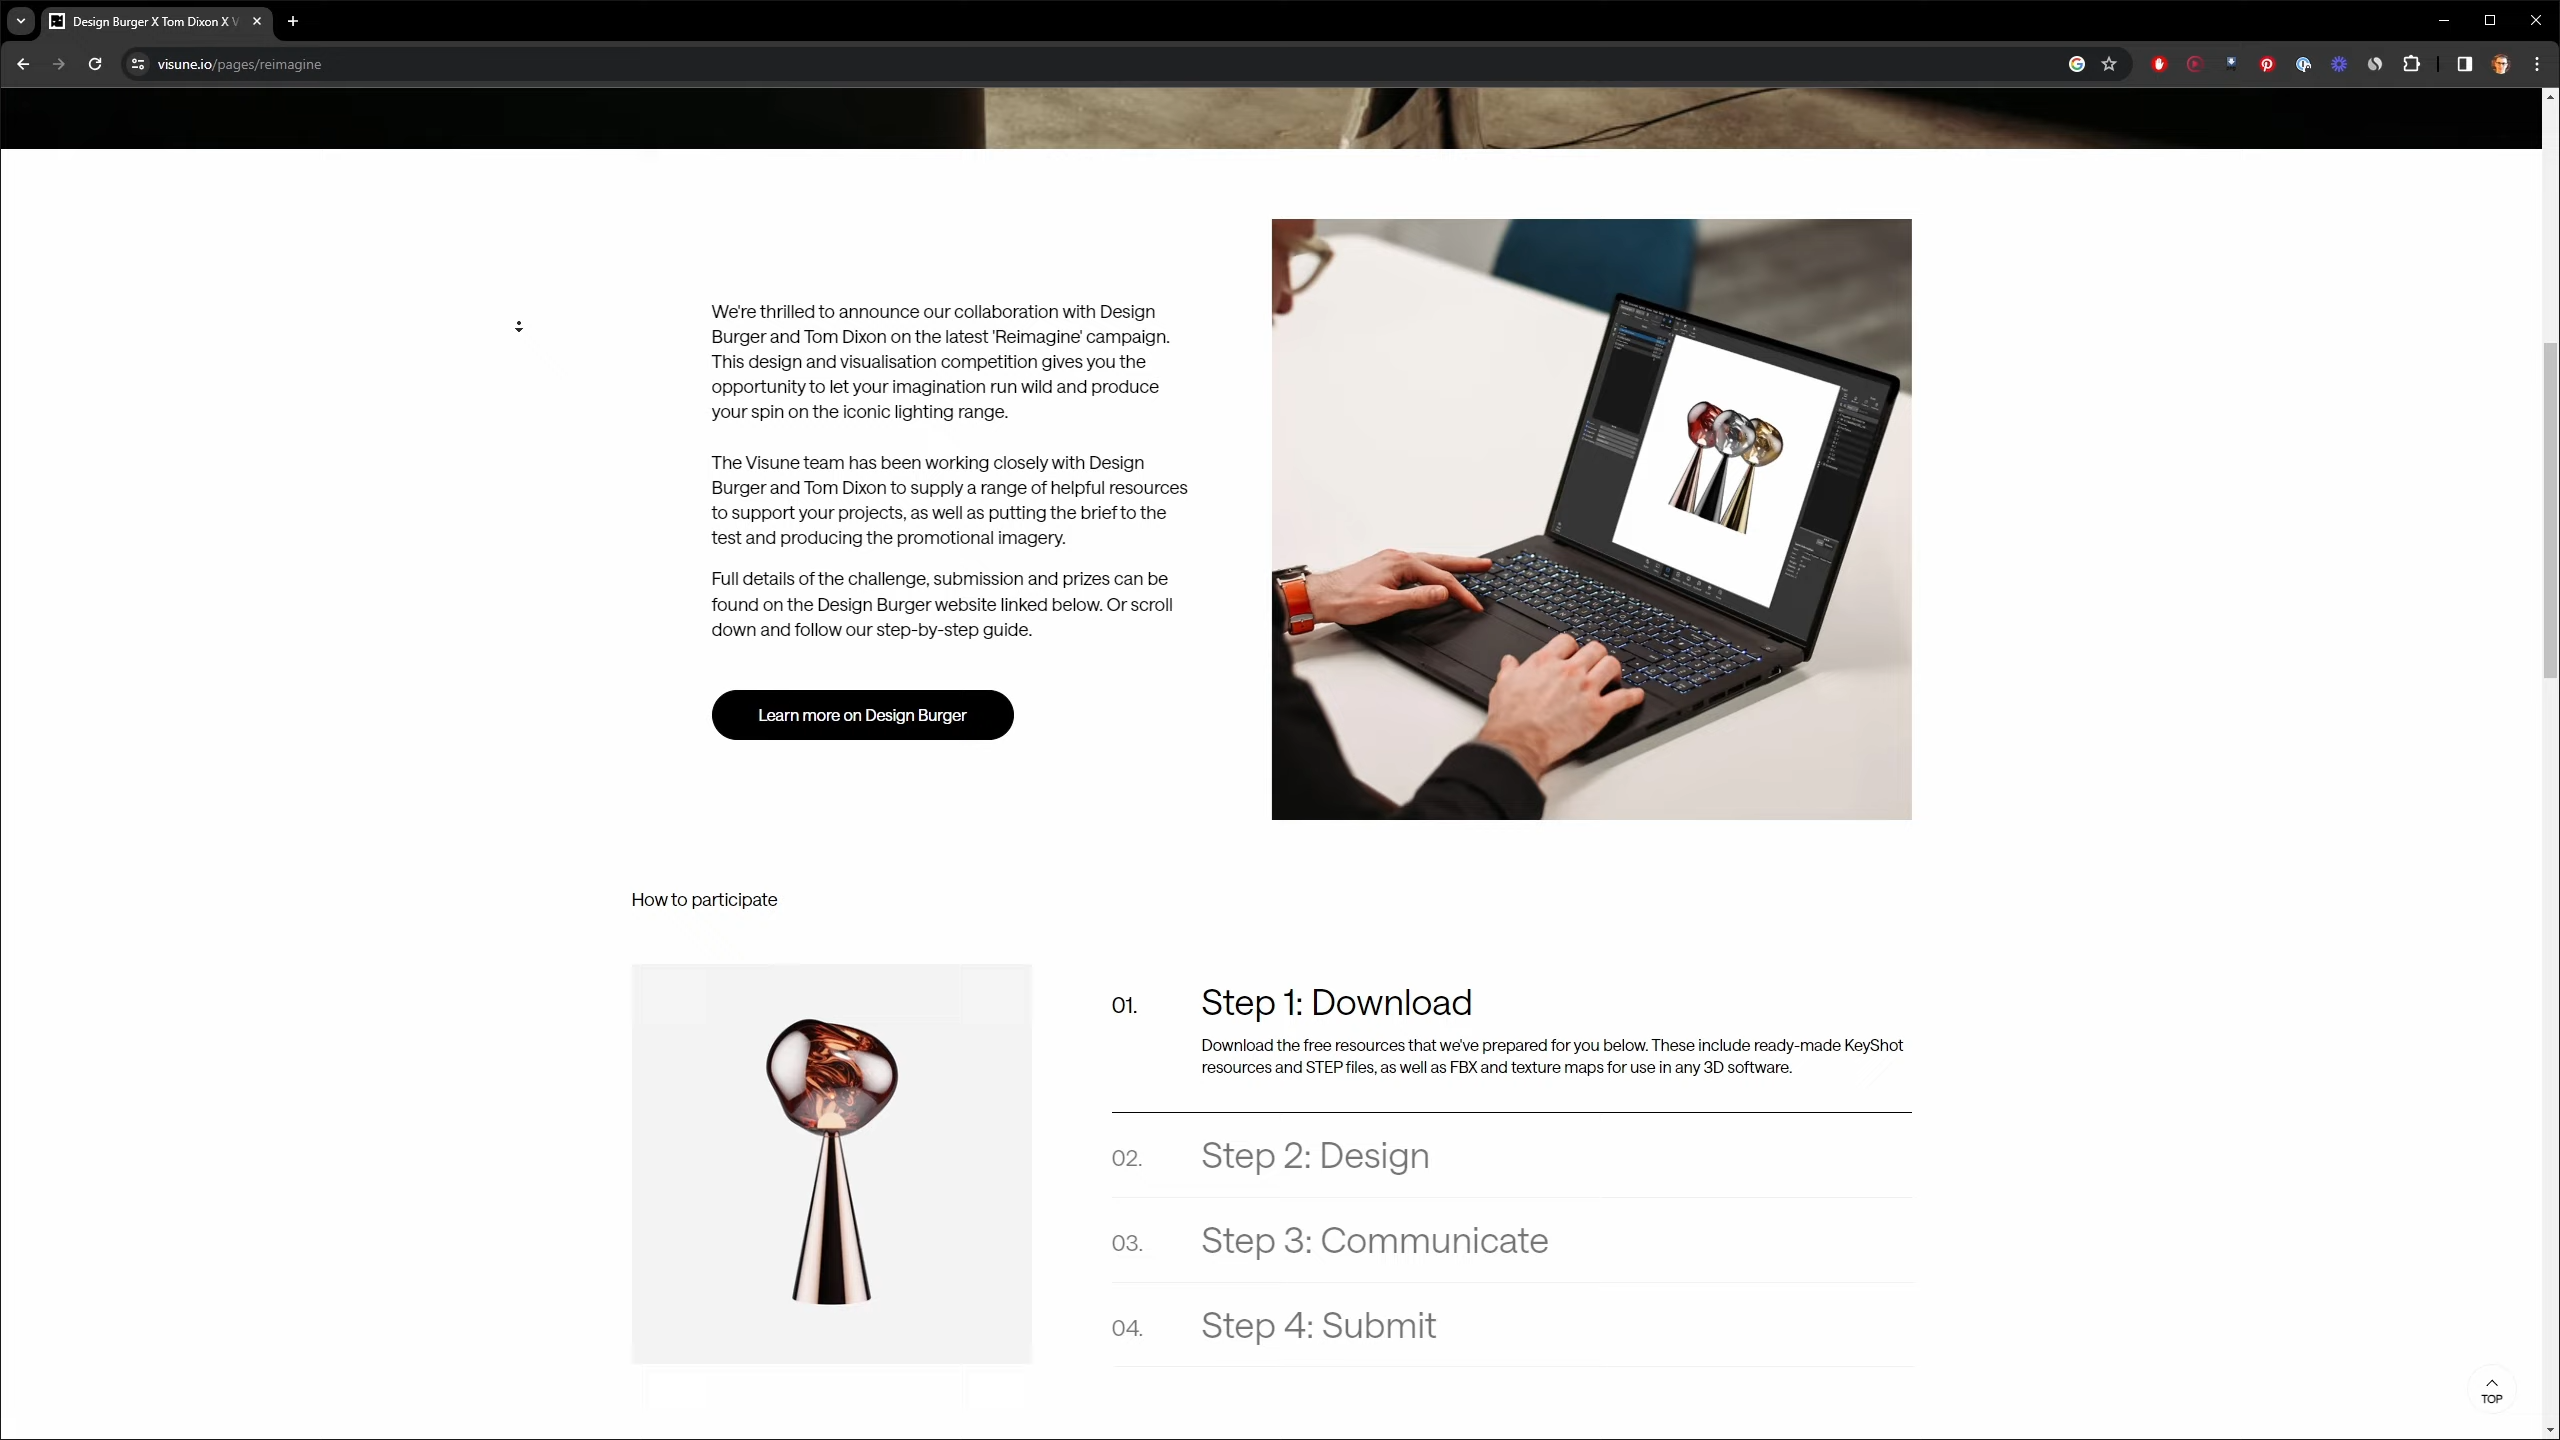 Design Burger X Tom Dixon X V
visune.io/pages/reimagine
We're thrilled to announce our collaboration with Design
Burger and Tom Dixon on the latest 'Reimagine' campaign.
This design and visualisation competition gives you the
opportunity to let your imagination run wild and produce
your spin on the iconic lighting range.
The Visune team has been working closely with Design
Burger and Tom Dixon to supply a range of helpful resources
to support your projects, as well as putting the brief to the
test and producing the promotional imagery.
Full details of the challenge, submission and prizes can be
found on the Design Burger website linked below. Or scroll
down and follow our step-by-step guide.
Learn more on Design Burger
How to participate
01.
Step 1: Download
Download the free resources that we've prepared for you below. These include ready-made KeyShot
resources and STEP files, as well as FBX and texture maps for use in any 3D software.
02.
Step 2: Design
03.
Step 3: Communicate
04.
Step 4: Submit
TOP